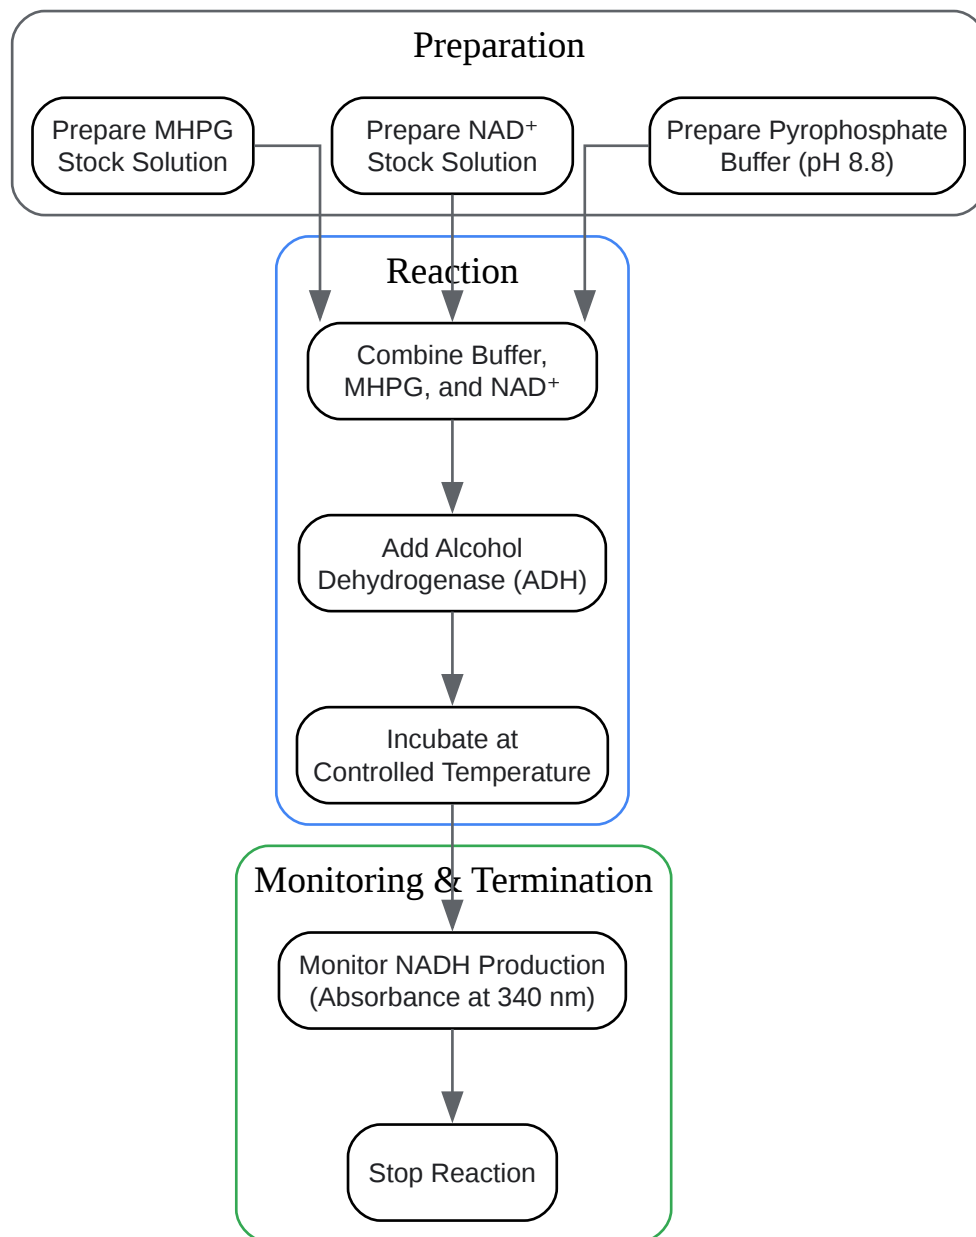 Preparation
Prepare MHPG
Stock Solution
Prepare NAD⁺
Stock Solution
Prepare Pyrophosphate
Buffer (pH 8.8)
Reaction
Combine Buffer,
MHPG, and NAD⁺
Add Alcohol
Dehydrogenase (ADH)
Incubate at
Controlled Temperature
Monitoring & Termination
Monitor NADH Production
(Absorbance at 340 nm)
Stop Reaction